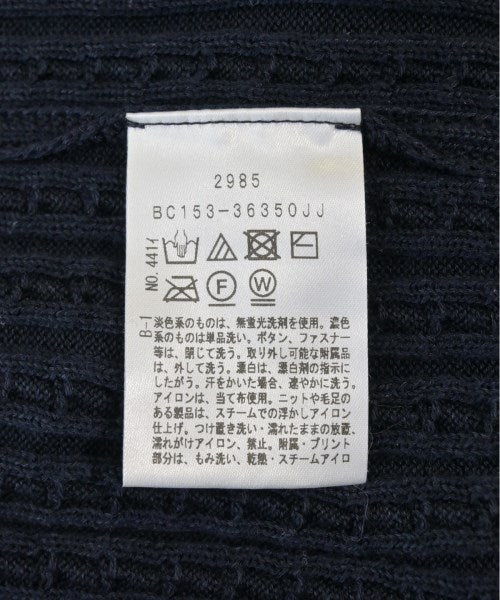 2985
BC153-36350JJ
NO.441イ
F W
B-1
淡色系のものは、無蛍光洗剤を使用。濃色
系のものは単品洗い。ボタン、ファスナー
等は、閉じて洗う。取り外し可能な附属品
は、外して洗う。漂白は、漂白剤の指示に
したがう。汗をかいた場合、速やかに洗う。
アイロンは、当て布使用。ニットや毛足の
ある製品は、スチームでの浮かしアイロン
仕上げ。つけ置き洗い・濡れたままの放置、
濡れがけアイロン、禁止。附属・プリント
部分は、もみ洗い、乾熱・スチームアイロ